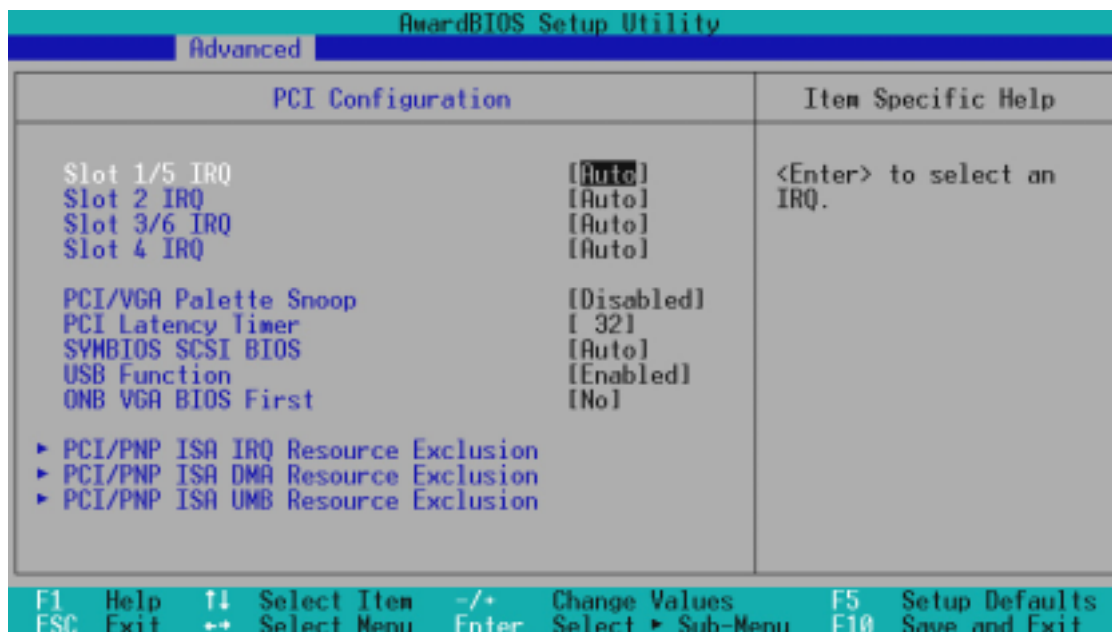 AwardBIOS Setup Utility
Advanced
PCI Configuration
Item Specific Help
Slot 1/5 IRQ [Auto]
Slot 2 IRQ [Auto]
Slot 3/6 IRQ [Auto]
Slot 4 IRQ [Auto]
PCI/VGA Palette Snoop [Disabled]
PCI Latency Timer [ 32]
SYMBIOS SCSI BIOS [Auto]
USB Function [Enabled]
ONB VGA BIOS First [No]
► PCI/PNP ISA IRQ Resource Exclusion
► PCI/PNP ISA DMA Resource Exclusion
► PCI/PNP ISA UMB Resource Exclusion
<Enter> to select an
IRQ.
F1 Help ↑↓ Select Item -/+ Change Values F5 Setup Defaults
ESC Exit ←→ Select Menu Enter Select ► Sub-Menu F10 Save and Exit